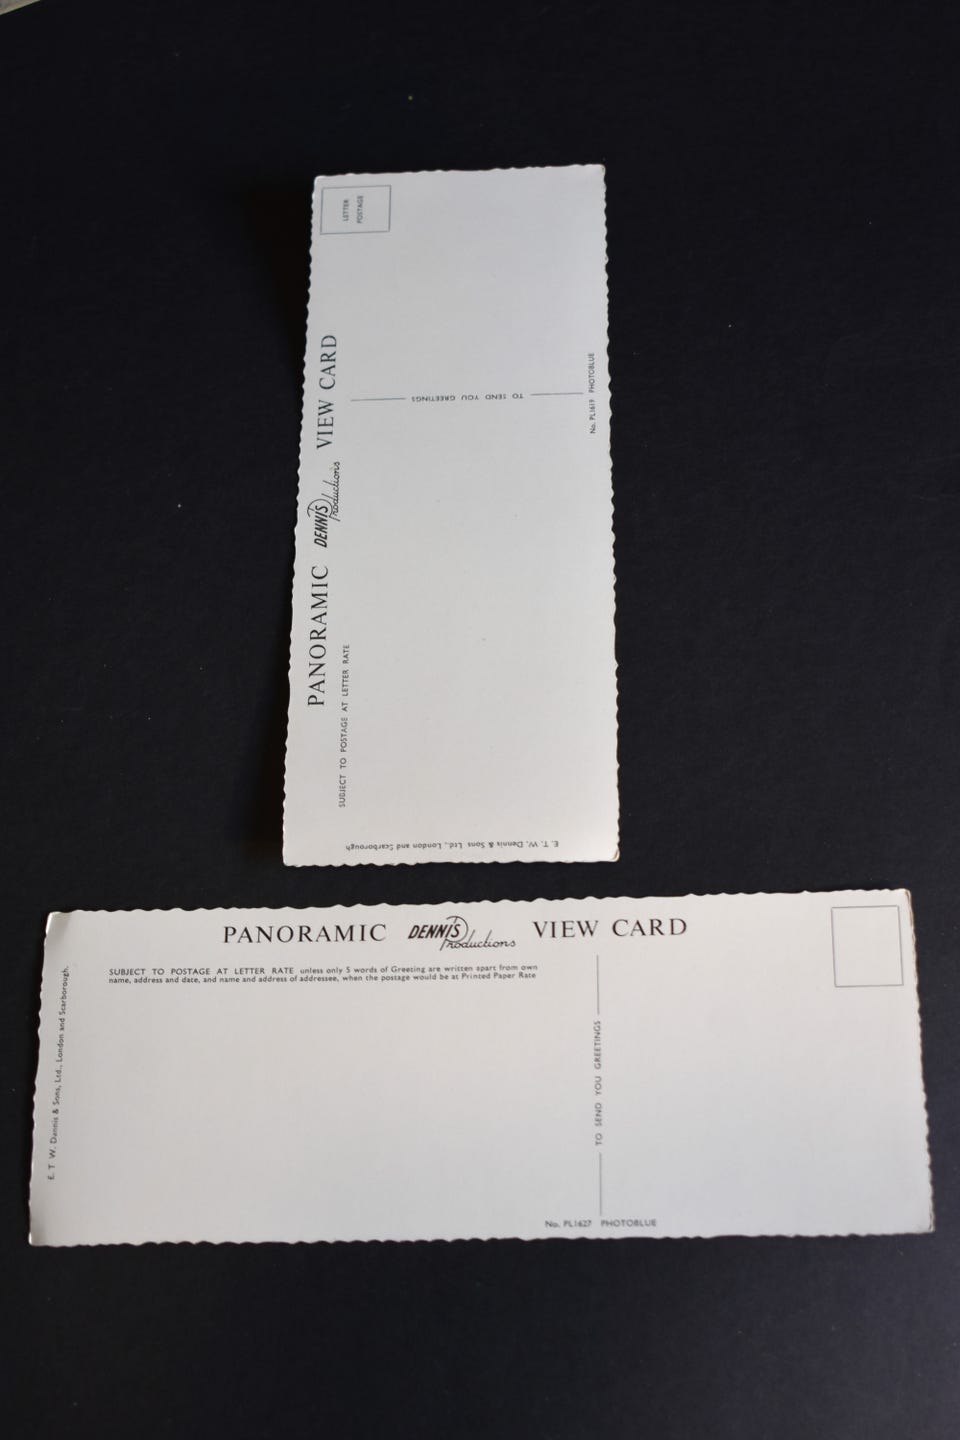 LETTER
POSTAGE
PANORAMIC DENNIS Productions VIEW CARD
SUBJECT TO POSTAGE AT LETTER RATE
TO SEND YOU GREETINGS
No. PL1619 PHOTOBLUE
E. T. W. Dennis & Sons Ltd., London and Scarborough
PANORAMIC DENNIS Productions VIEW CARD
SUBJECT TO POSTAGE AT LETTER RATE unless only 5 words of Greeting are written apart from own
name, address and date, and name and address of addressee, when the postage would be at Printed Paper Rate
E. T W. Dennis & Sons, Ltd., London and Scarborough.
TO SEND YOU GREETINGS
No. PL1627 PHOTOBLUE